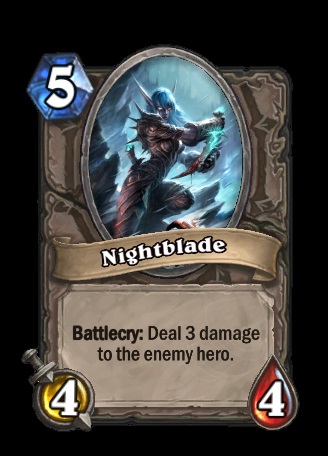 5
Nightblade
Battlecry: Deal 3 damage
to the enemy hero.
4
4